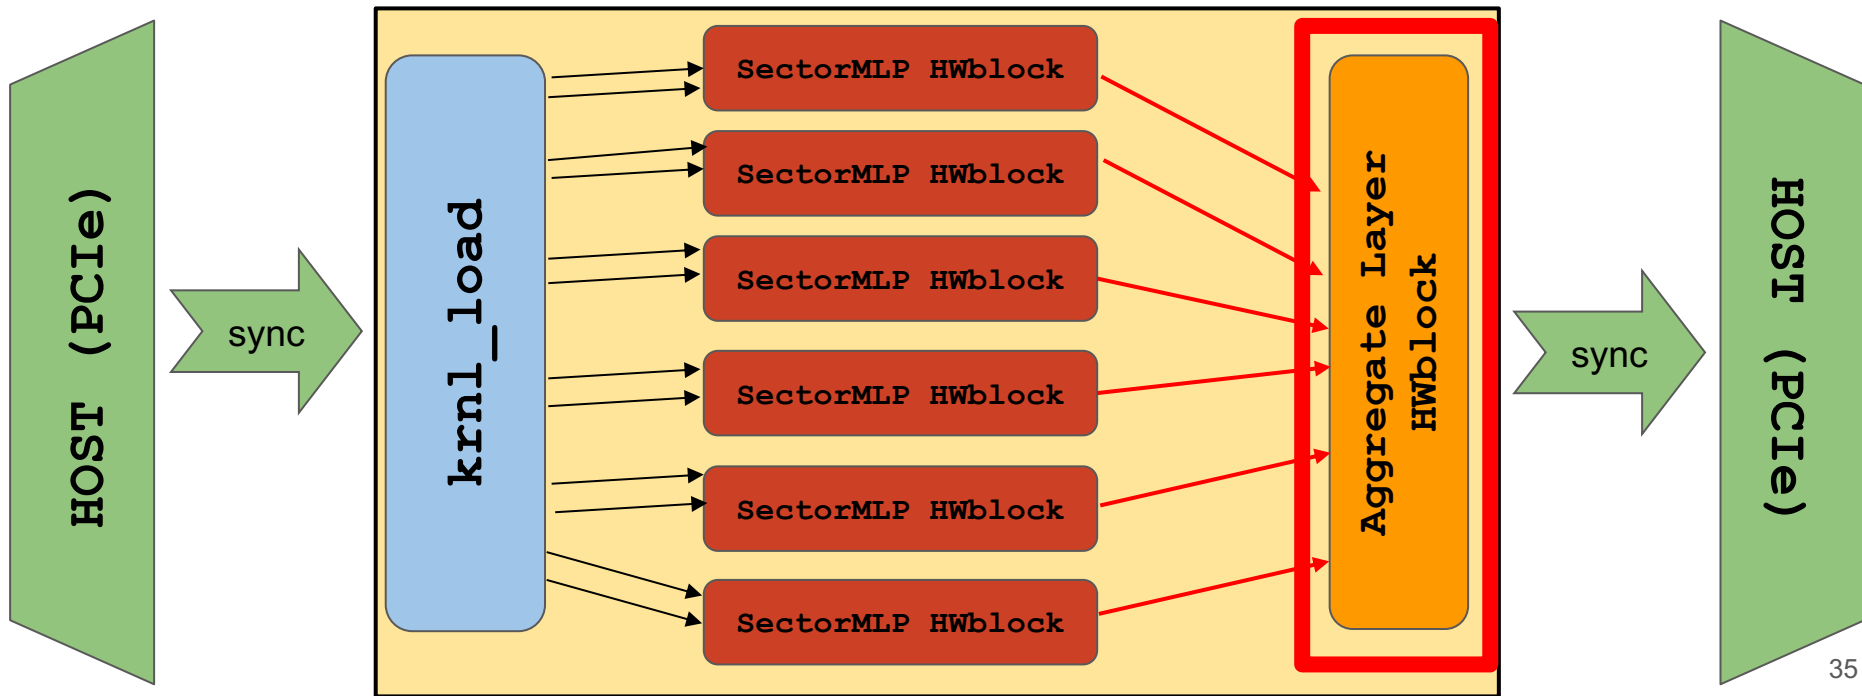 HOST (PCIe)
sync
krnl_load
SectorMLP HWblock
SectorMLP HWblock
SectorMLP HWblock
SectorMLP HWblock
SectorMLP HWblock
SectorMLP HWblock
Aggregate Layer
HWblock
sync
HOST (PCIe)
35